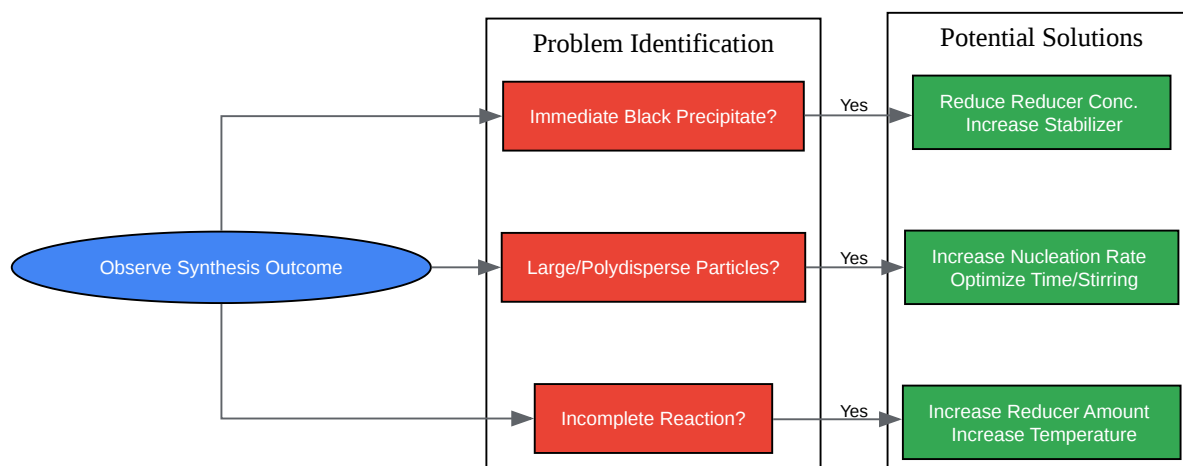 Problem Identification
Potential Solutions
Immediate Black Precipitate?
Yes
Reduce Reducer Conc.
Increase Stabilizer
Observe Synthesis Outcome
Large/Polydisperse Particles?
Yes
Increase Nucleation Rate
Optimize Time/Stirring
Incomplete Reaction?
Yes
Increase Reducer Amount
Increase Temperature